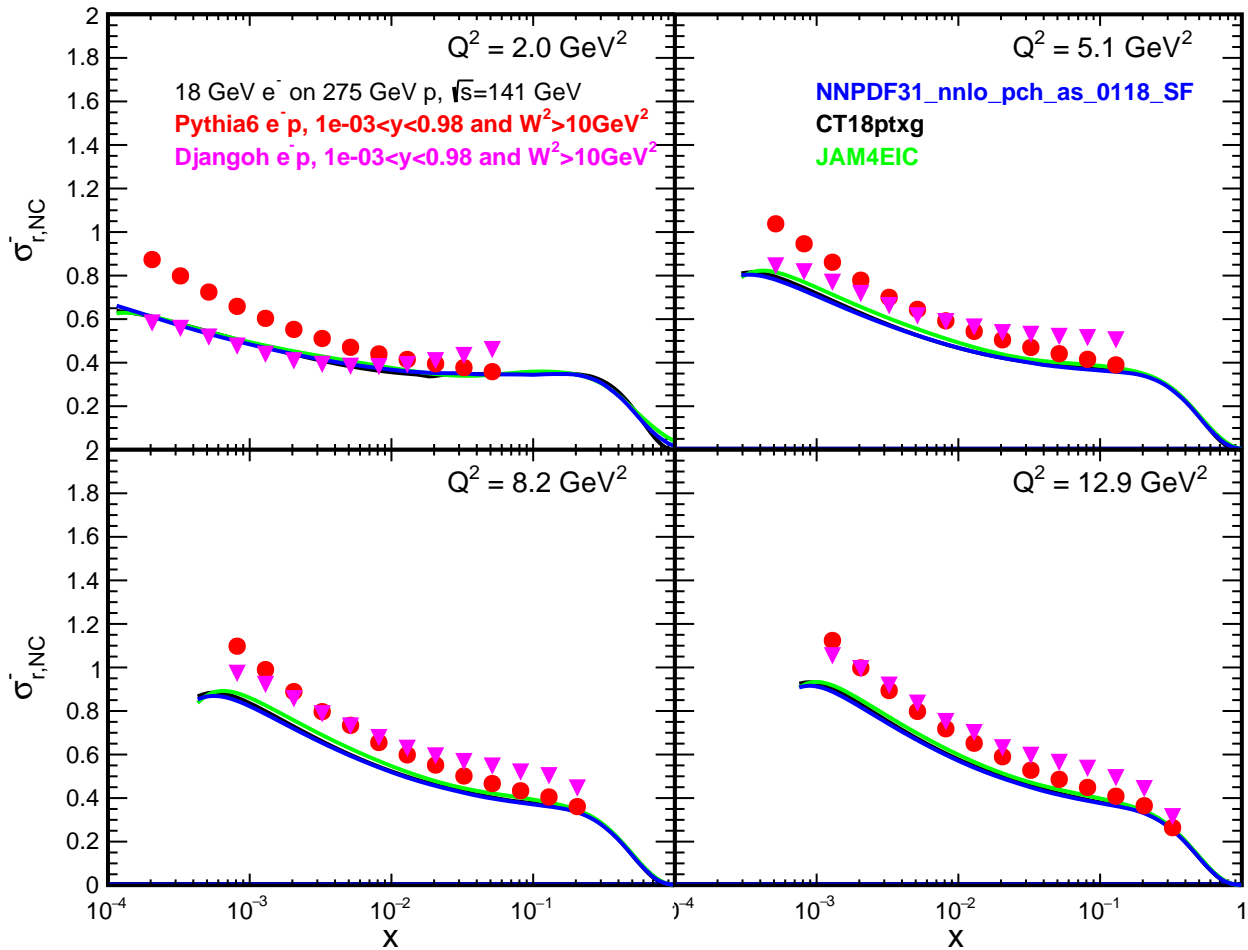 Q² = 2.0 GeV²
18 GeV e⁻ on 275 GeV p, √s=141 GeV
Pythia6 e⁻p, 1e-03<y<0.98 and W²>10GeV²
Djangoh e⁻p, 1e-03<y<0.98 and W²>10GeV²
2
1.8
1.6
1.4
1.2
1
0.8
0.6
0.4
0.2
0
σ⁻r,NC
Q² = 5.1 GeV²
NNPDF31_nnlo_pch_as_0118_SF
CT18ptxg
JAM4EIC
Q² = 8.2 GeV²
2
1.8
1.6
1.4
1.2
1
0.8
0.6
0.4
0.2
0
σ⁻r,NC
10⁻⁴ 10⁻³ 10⁻² 10⁻¹
x
Q² = 12.9 GeV²
0⁻⁴ 10⁻³ 10⁻² 10⁻¹ 1
x